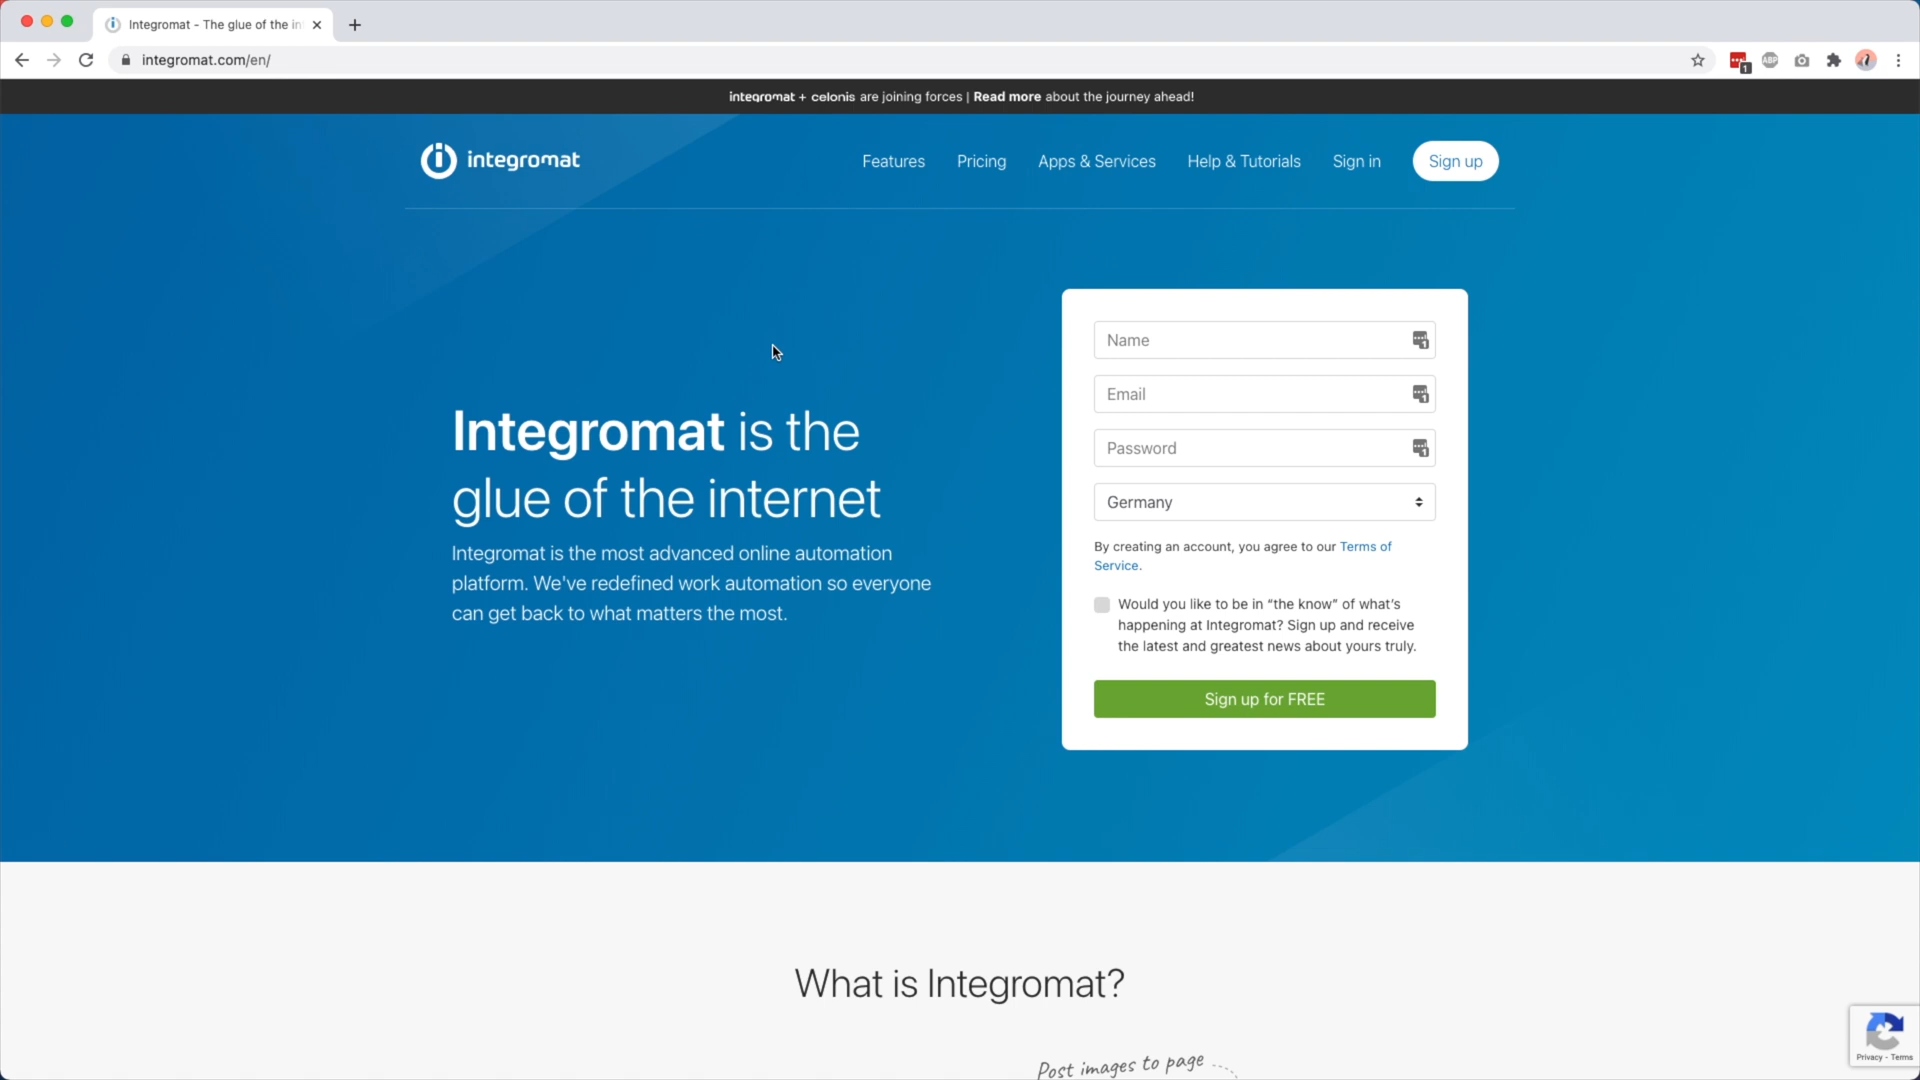 Integromat - The glue of the in
integromat.com/en/
1
ABP
integromat + celonis are joining forces | Read more about the journey ahead!
integromat
Features
Pricing
Apps & Services
Help & Tutorials
Sign in
Sign up
Integromat is the
glue of the internet
Integromat is the most advanced online automation
platform. We've redefined work automation so everyone
can get back to what matters the most.
Name
1
Email
1
Password
1
Germany
By creating an account, you agree to our Terms of
Service.
Would you like to be in “the know” of what’s
happening at Integromat? Sign up and receive
the latest and greatest news about yours truly.
Sign up for FREE
What is Integromat?
Post images to page
Privacy - Terms